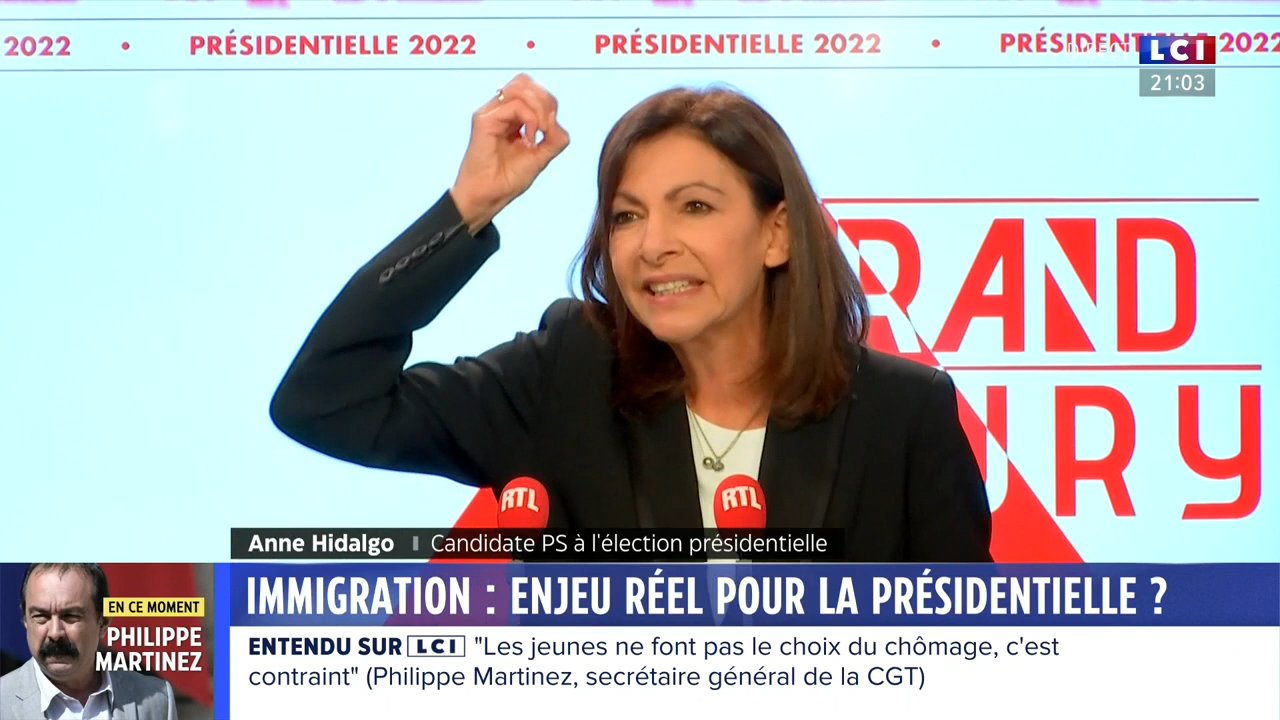 2022 • PRÉSIDENTIELLE 2022 • PRÉSIDENTIELLE 2022 • PRÉSIDENTIELLE 2022
DIRECT LCI
21:03
RAND
URY
RTL RTL
Anne Hidalgo Candidate PS à l'élection présidentielle
IMMIGRATION : ENJEU RÉEL POUR LA PRÉSIDENTIELLE ?
EN CE MOMENT
PHILIPPE
MARTINEZ
ENTENDU SUR LCI "Les jeunes ne font pas le choix du chômage, c'est
contraint" (Philippe Martinez, secrétaire général de la CGT)